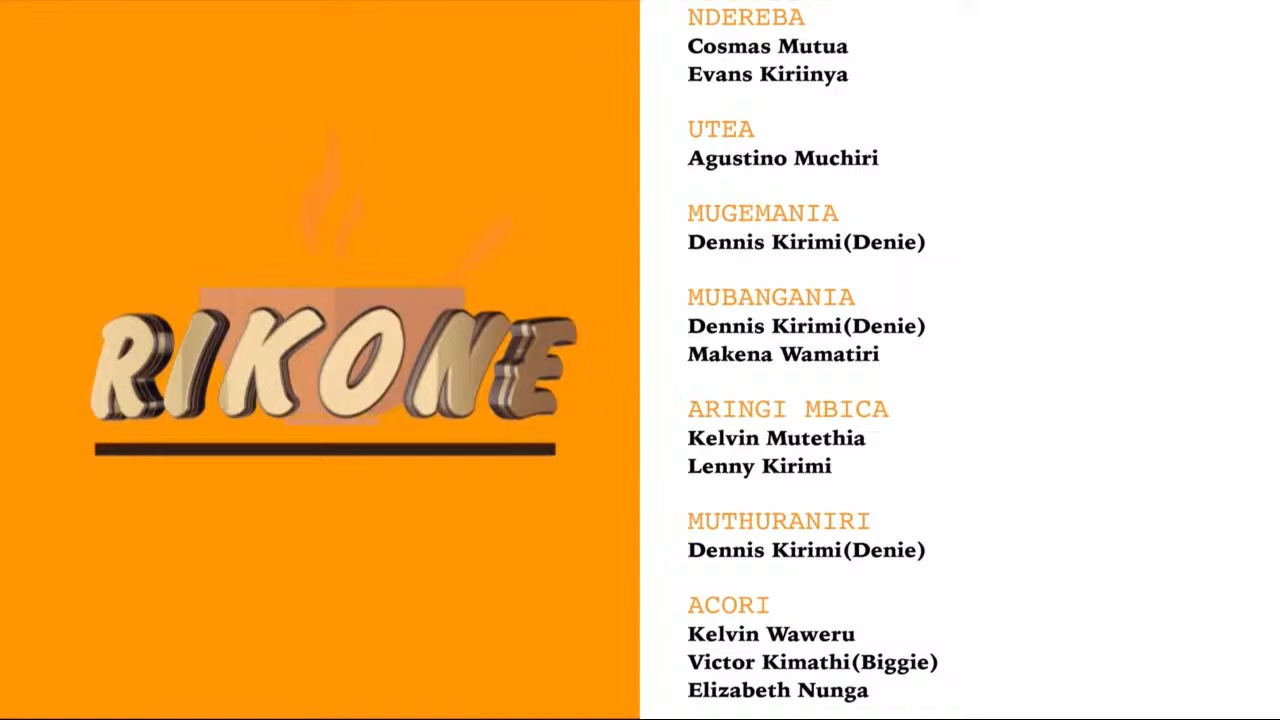 RIKONE
NDEREBA
Cosmas Mutua
Evans Kiriinya
UTEA
Agustino Muchiri
MUGEMANIA
Dennis Kirimi(Denie)
MUBANGANIA
Dennis Kirimi(Denie)
Makena Wamatiri
ARINGI MBICA
Kelvin Mutethia
Lenny Kirimi
MUTHURANIRI
Dennis Kirimi(Denie)
ACORI
Kelvin Waweru
Victor Kimathi(Biggie)
Elizabeth Nunga